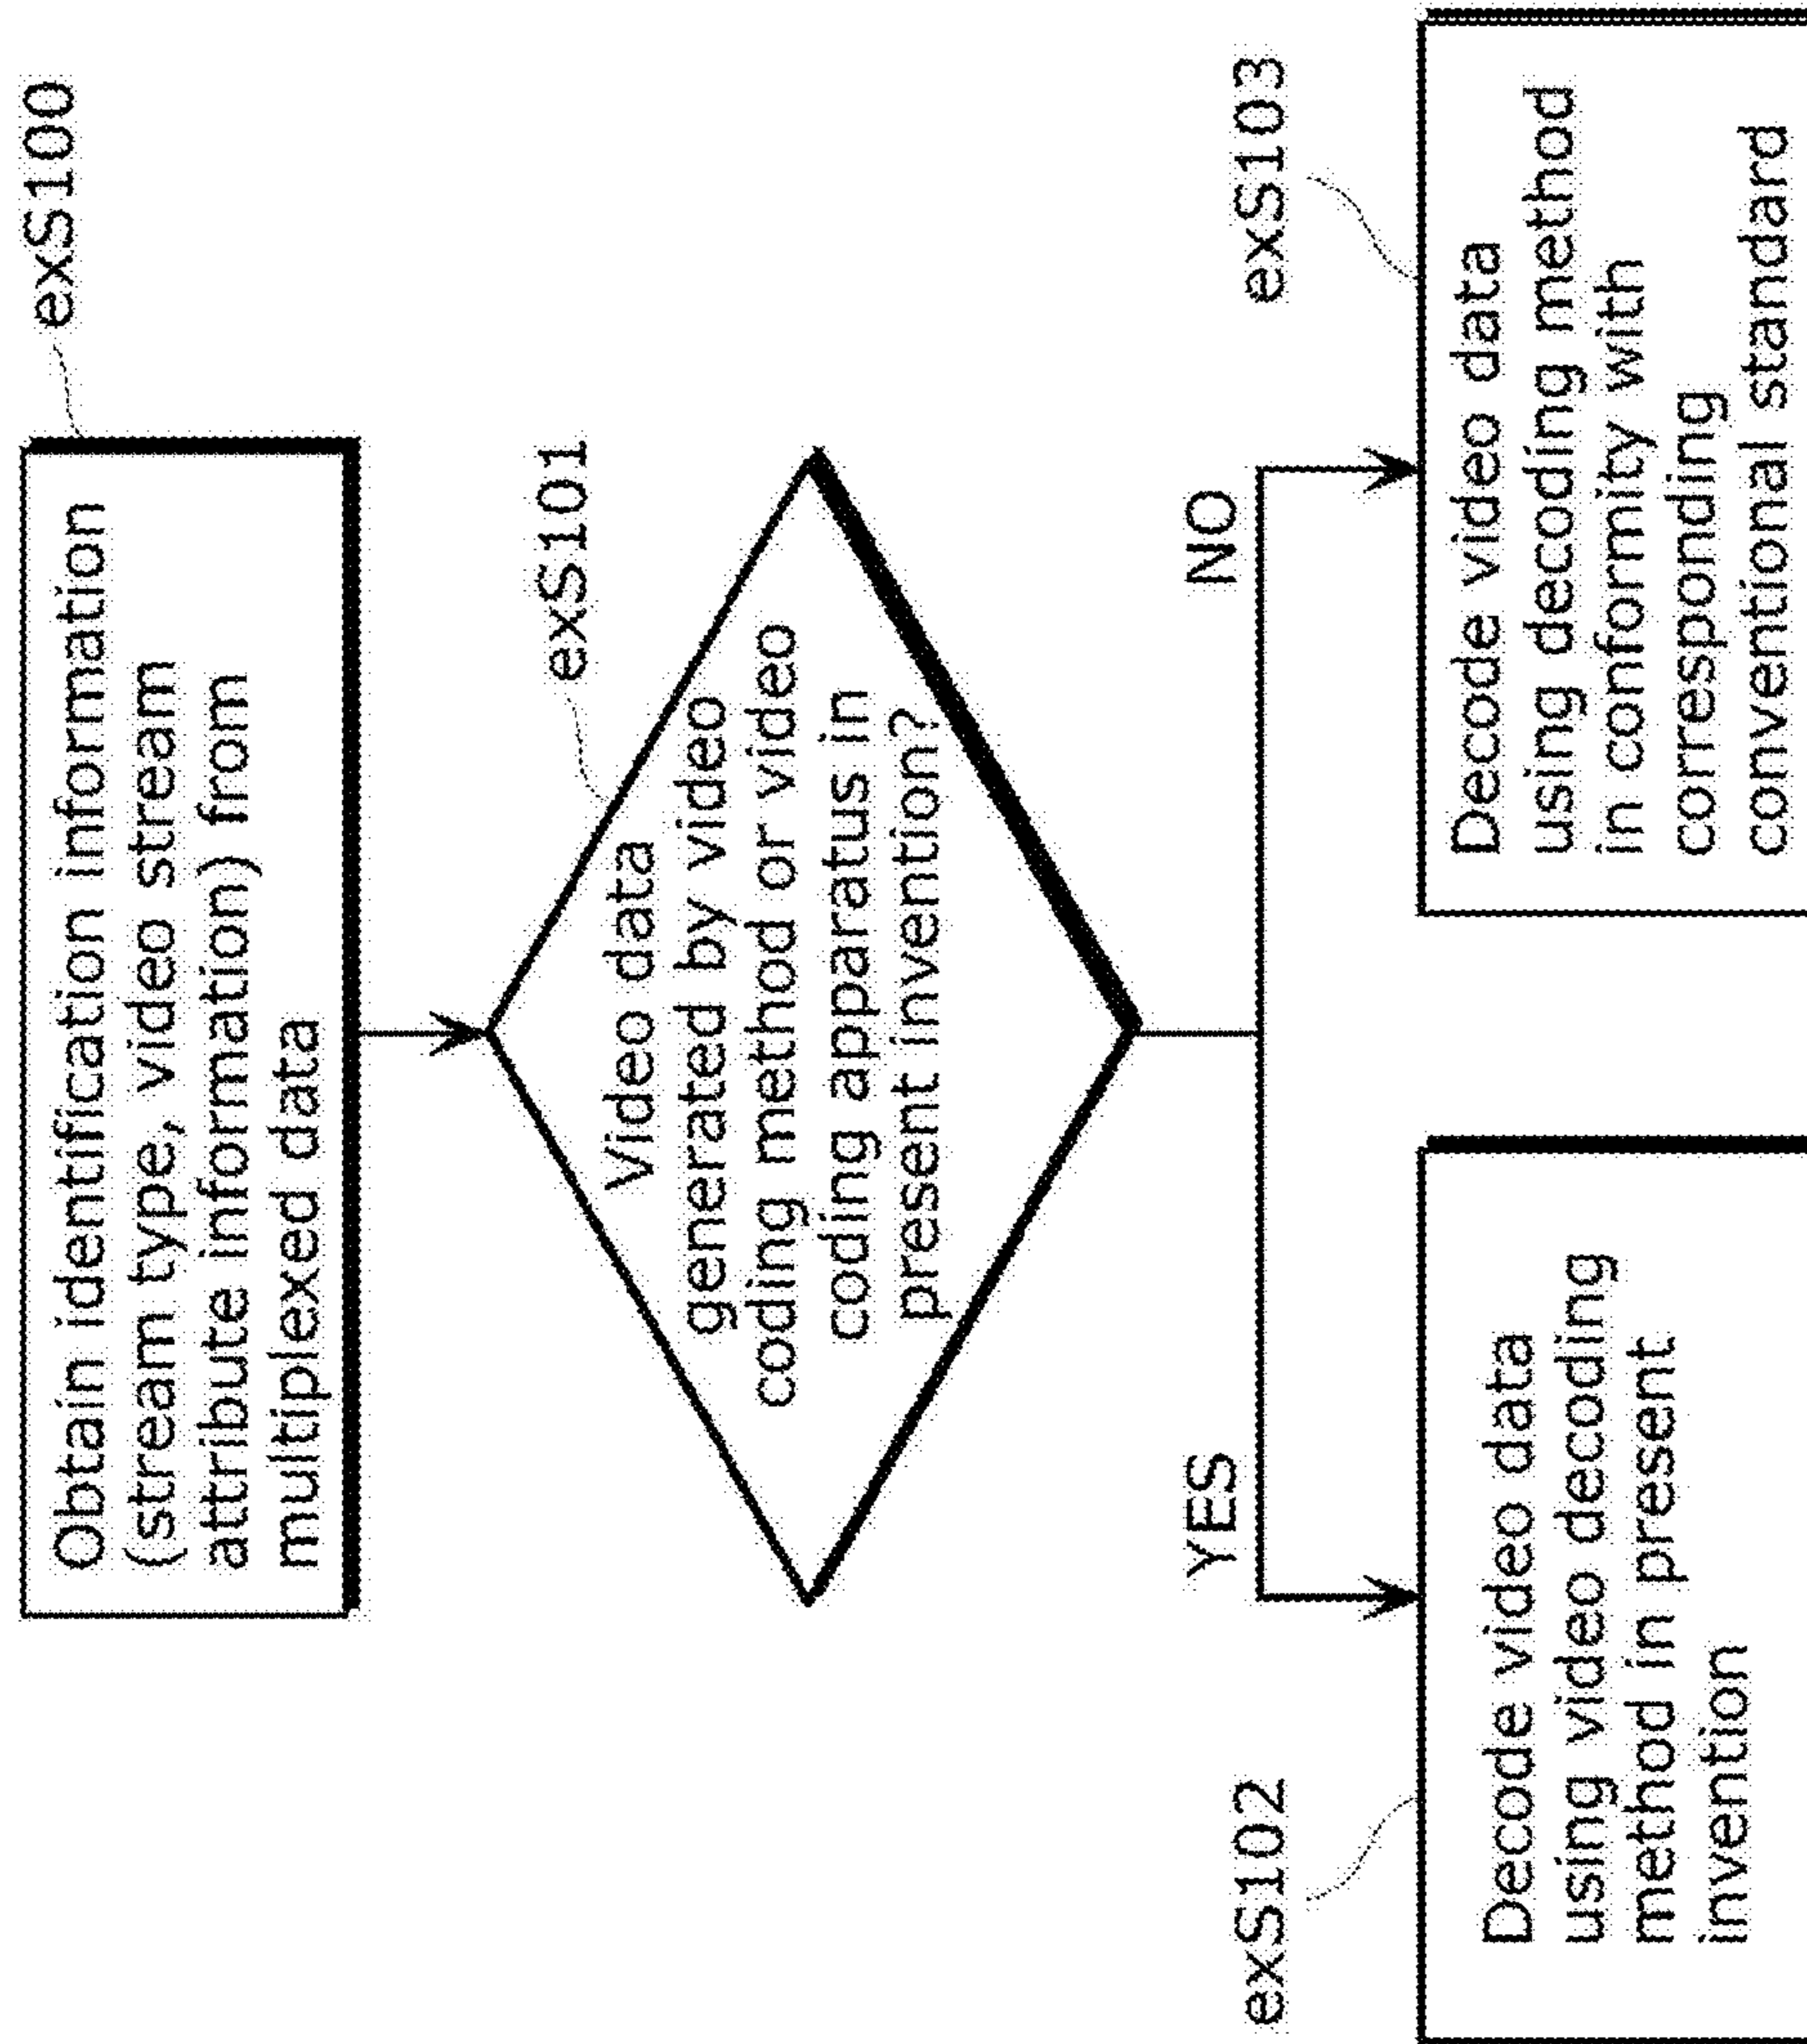 exS100
Obtain identification information
(stream type, video stream
attribute information) from
multiplexed data
exS101
Video data
generated by video
coding method or video
coding apparatus in
present invention?
YES
NO
exS102
Decode video data
using video decoding
method in present
invention
exS103
Decode video data
using decoding method
in conformity with
corresponding
conventional standard